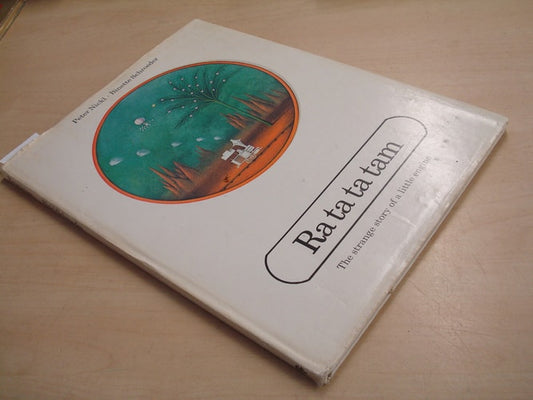 Peter Nickl · Binette Schroeder
Ra ta ta tam
The strange story of a little engine